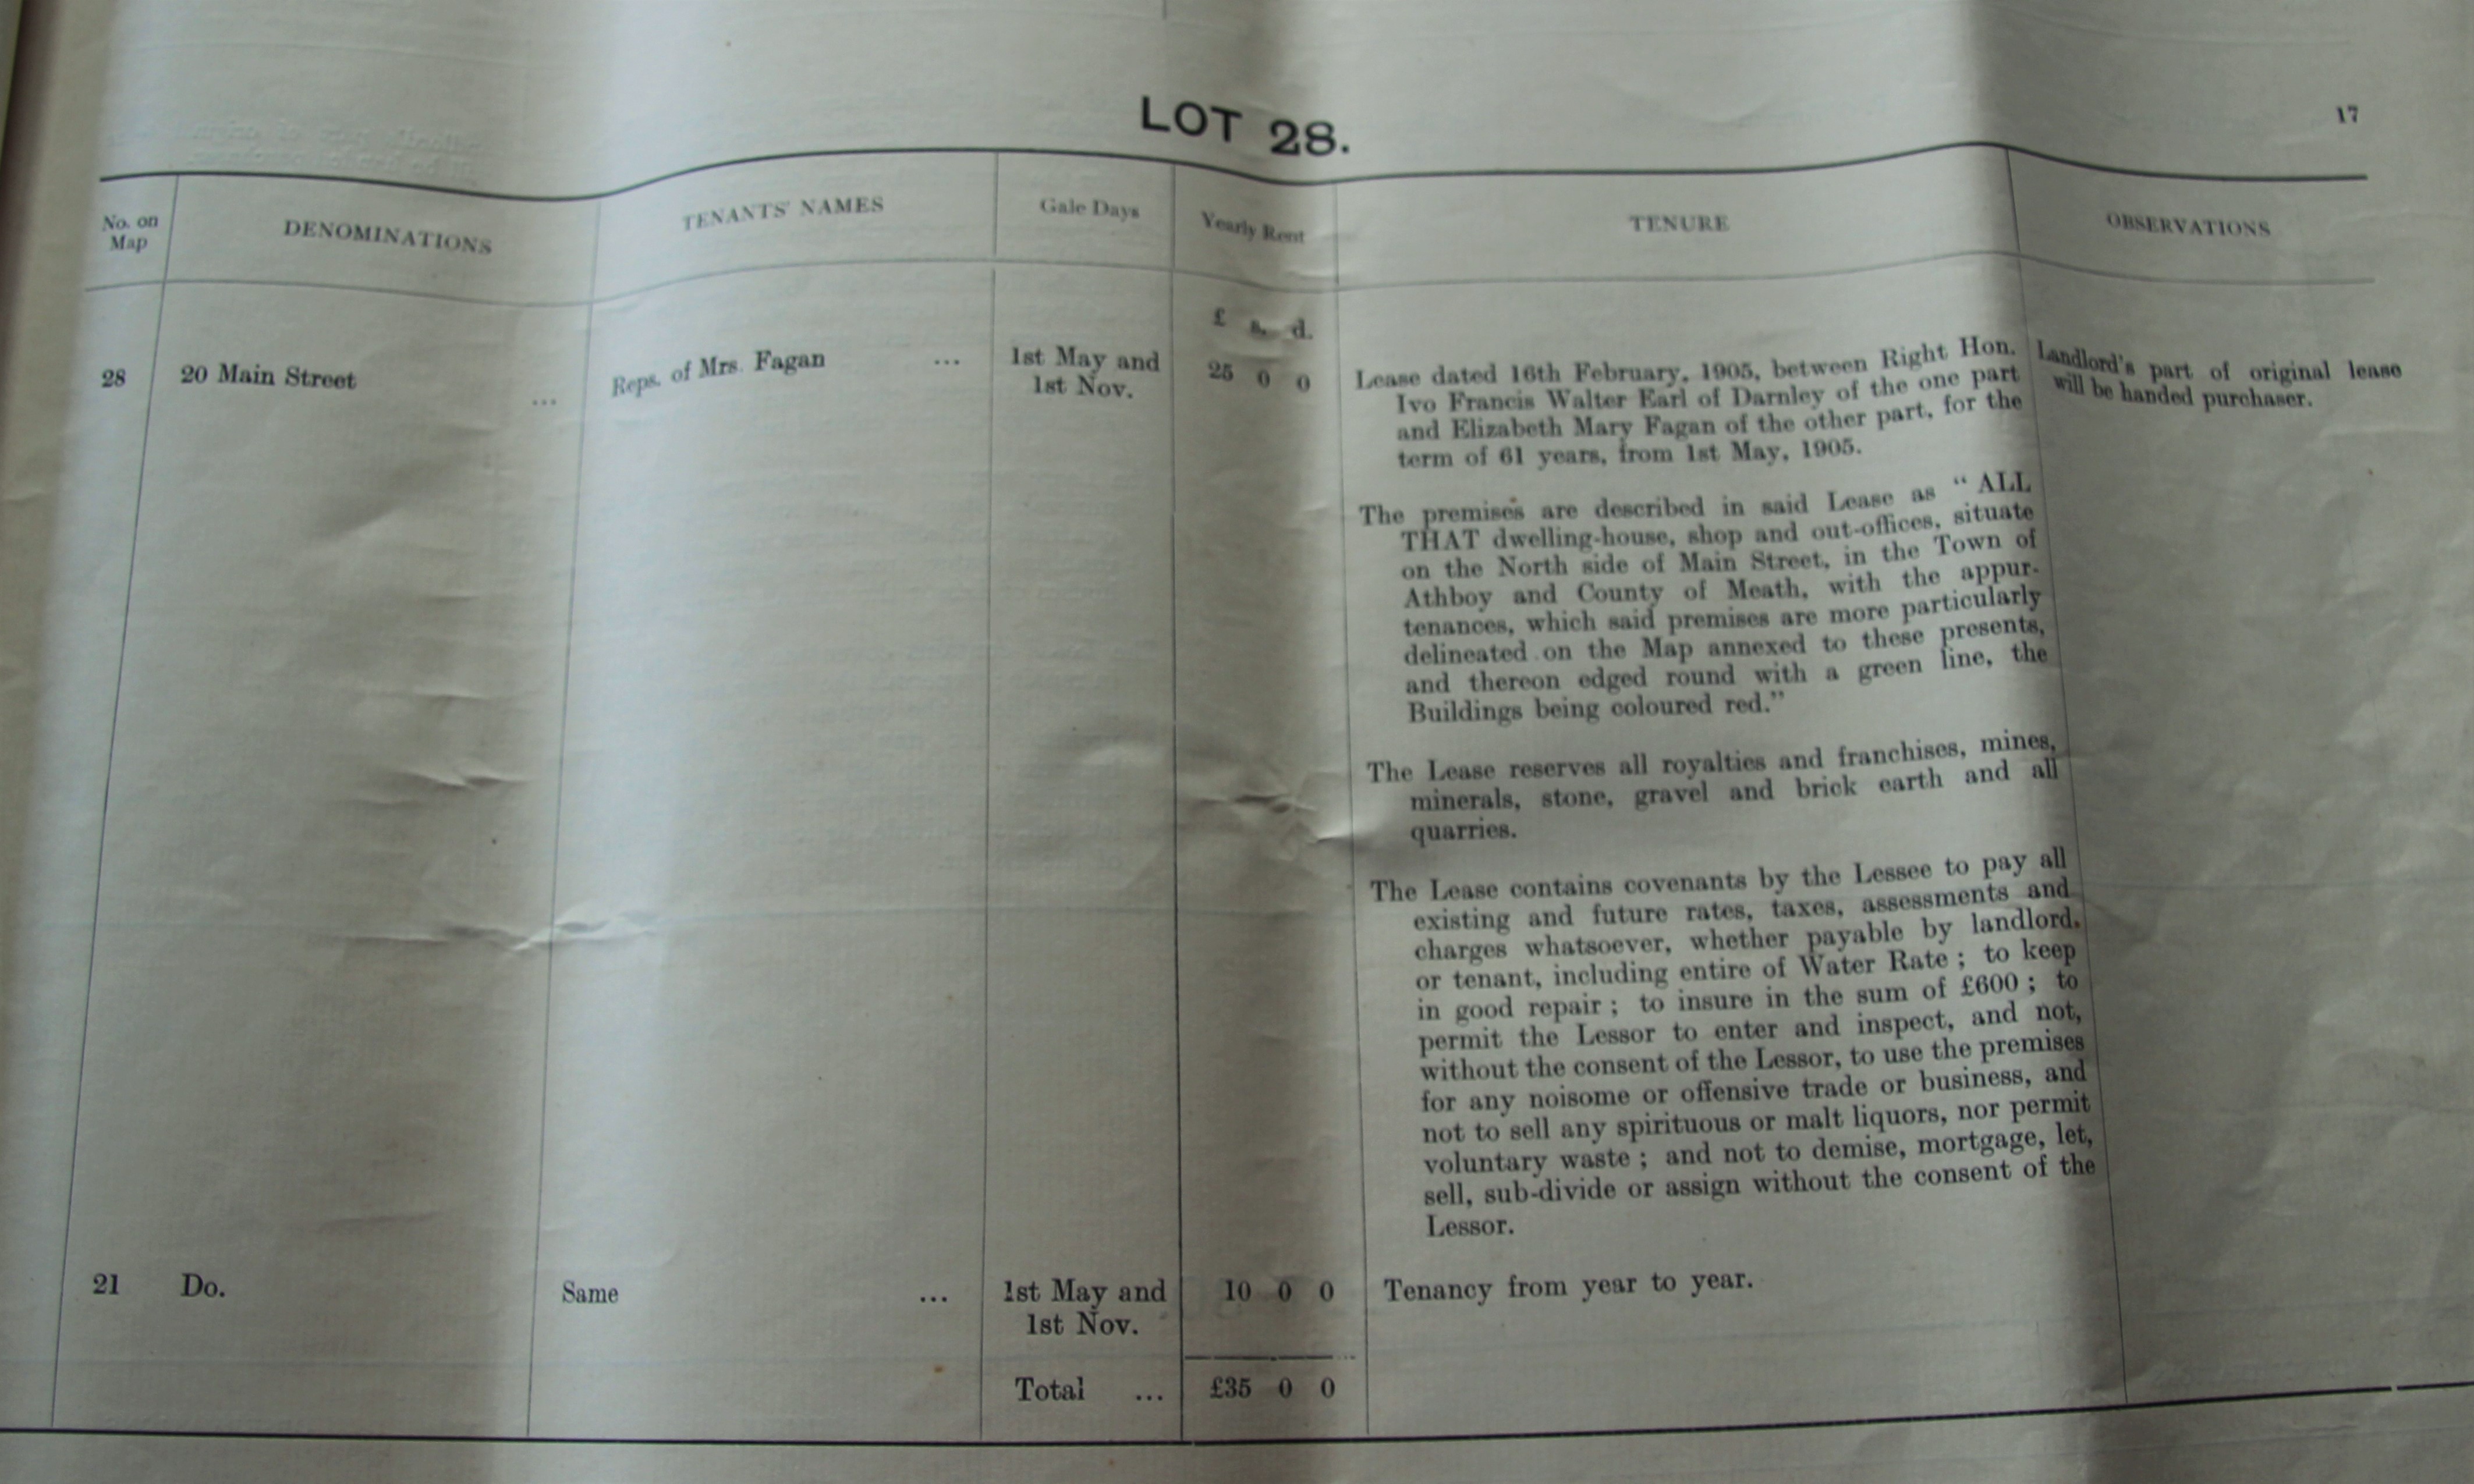 LOT 28.
17
No. on Map
DENOMINATIONS
TENANTS' NAMES
Gale Days
Yearly Rent
TENURE
OBSERVATIONS
£ s. d.
28 20 Main Street ... Reps. of Mrs. Fagan ... 1st May and 1st Nov. 25 0 0
Lease dated 16th February, 1905, between Right Hon.
Ivo Francis Walter Earl of Darnley of the one part
and Elizabeth Mary Fagan of the other part, for the
term of 61 years, from 1st May, 1905.
Landlord's part of original lease
will be handed purchaser.
The premises are described in said Lease as " ALL
THAT dwelling-house, shop and out-offices, situate
on the North side of Main Street, in the Town of
Athboy and County of Meath, with the appur-
tenances, which said premises are more particularly
delineated on the Map annexed to these presents,
and thereon edged round with a green line, the
Buildings being coloured red."
The Lease reserves all royalties and franchises, mines,
minerals, stone, gravel and brick earth and all
quarries.
The Lease contains covenants by the Lessee to pay all
existing and future rates, taxes, assessments and
charges whatsoever, whether payable by landlord,
or tenant, including entire of Water Rate ; to keep
in good repair ; to insure in the sum of £600 ; to
permit the Lessor to enter and inspect, and not,
without the consent of the Lessor, to use the premises
for any noisome or offensive trade or business, and
not to sell any spirituous or malt liquors, nor permit
voluntary waste ; and not to demise, mortgage, let,
sell, sub-divide or assign without the consent of the
Lessor.
21 Do. Same ... 1st May and 1st Nov. 10 0 0 Tenancy from year to year.
Total ... £35 0 0